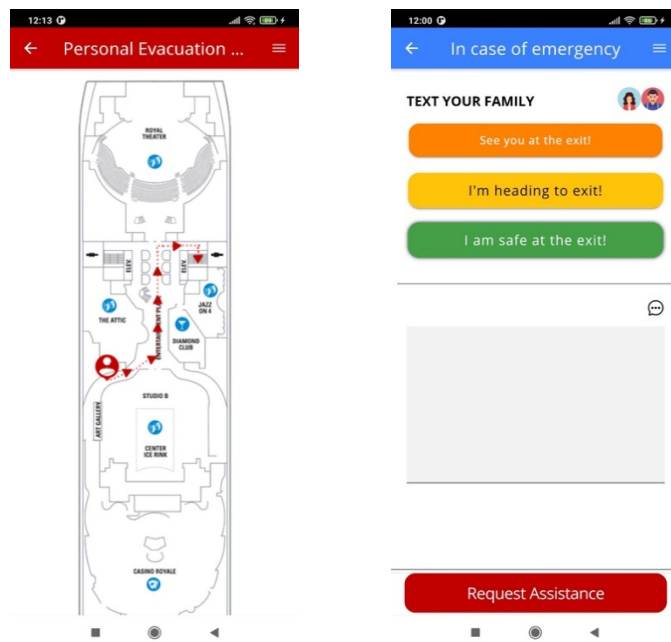 12:13
Personal Evacuation ...
ROYAL
THEATER
ELEV.
ELEV.
ENTERTAINMENT PLACE
THE ATTIC
JAZZ
ON 4
DIAMOND
CLUB
STUDIO B
ART GALLERY
CENTER
ICE RINK
CASINO ROYALE
12:00
In case of emergency
TEXT YOUR FAMILY
See you at the exit!
I'm heading to exit!
I am safe at the exit!
Request Assistance